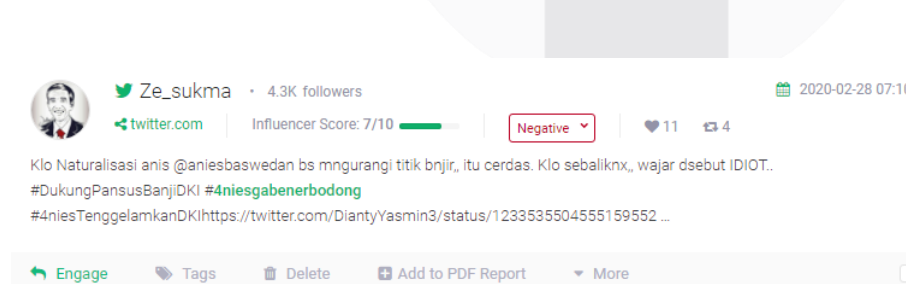 Ze_sukma • 4.3K followers 2020-02-28 07:10
twitter.com Influencer Score: 7/10 Negative 11 4
Klo Naturalisasi anis @aniesbaswedan bs mngurangi titik bnjir,, itu cerdas. Klo sebaliknx,, wajar dsebut IDIOT..
#DukungPansusBanjiDKI #4niesgabenerbodong
#4niesTenggelamkanDKIhttps://twitter.com/DiantyYasmin3/status/1233535504555159552 ...
Engage Tags Delete Add to PDF Report More